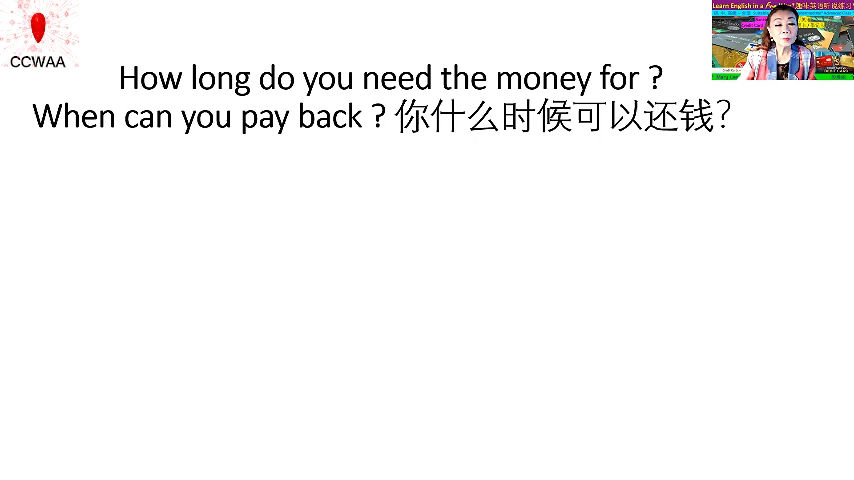 CCWAA
How long do you need the money for ?
When can you pay back ? 你什么时候可以还钱?
Learn English in a